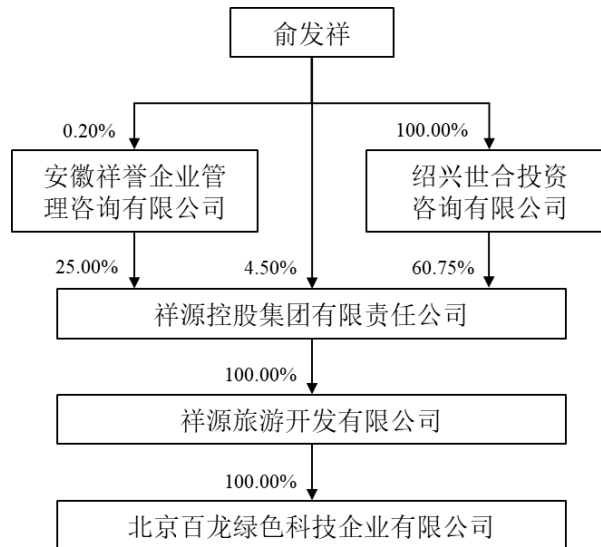 俞发祥
0.20%
100.00%
安徽祥誉企业管
理咨询有限公司
绍兴世合投资
咨询有限公司
25.00%
4.50%
60.75%
祥源控股集团有限责任公司
100.00%
祥源旅游开发有限公司
100.00%
北京百龙绿色科技企业有限公司